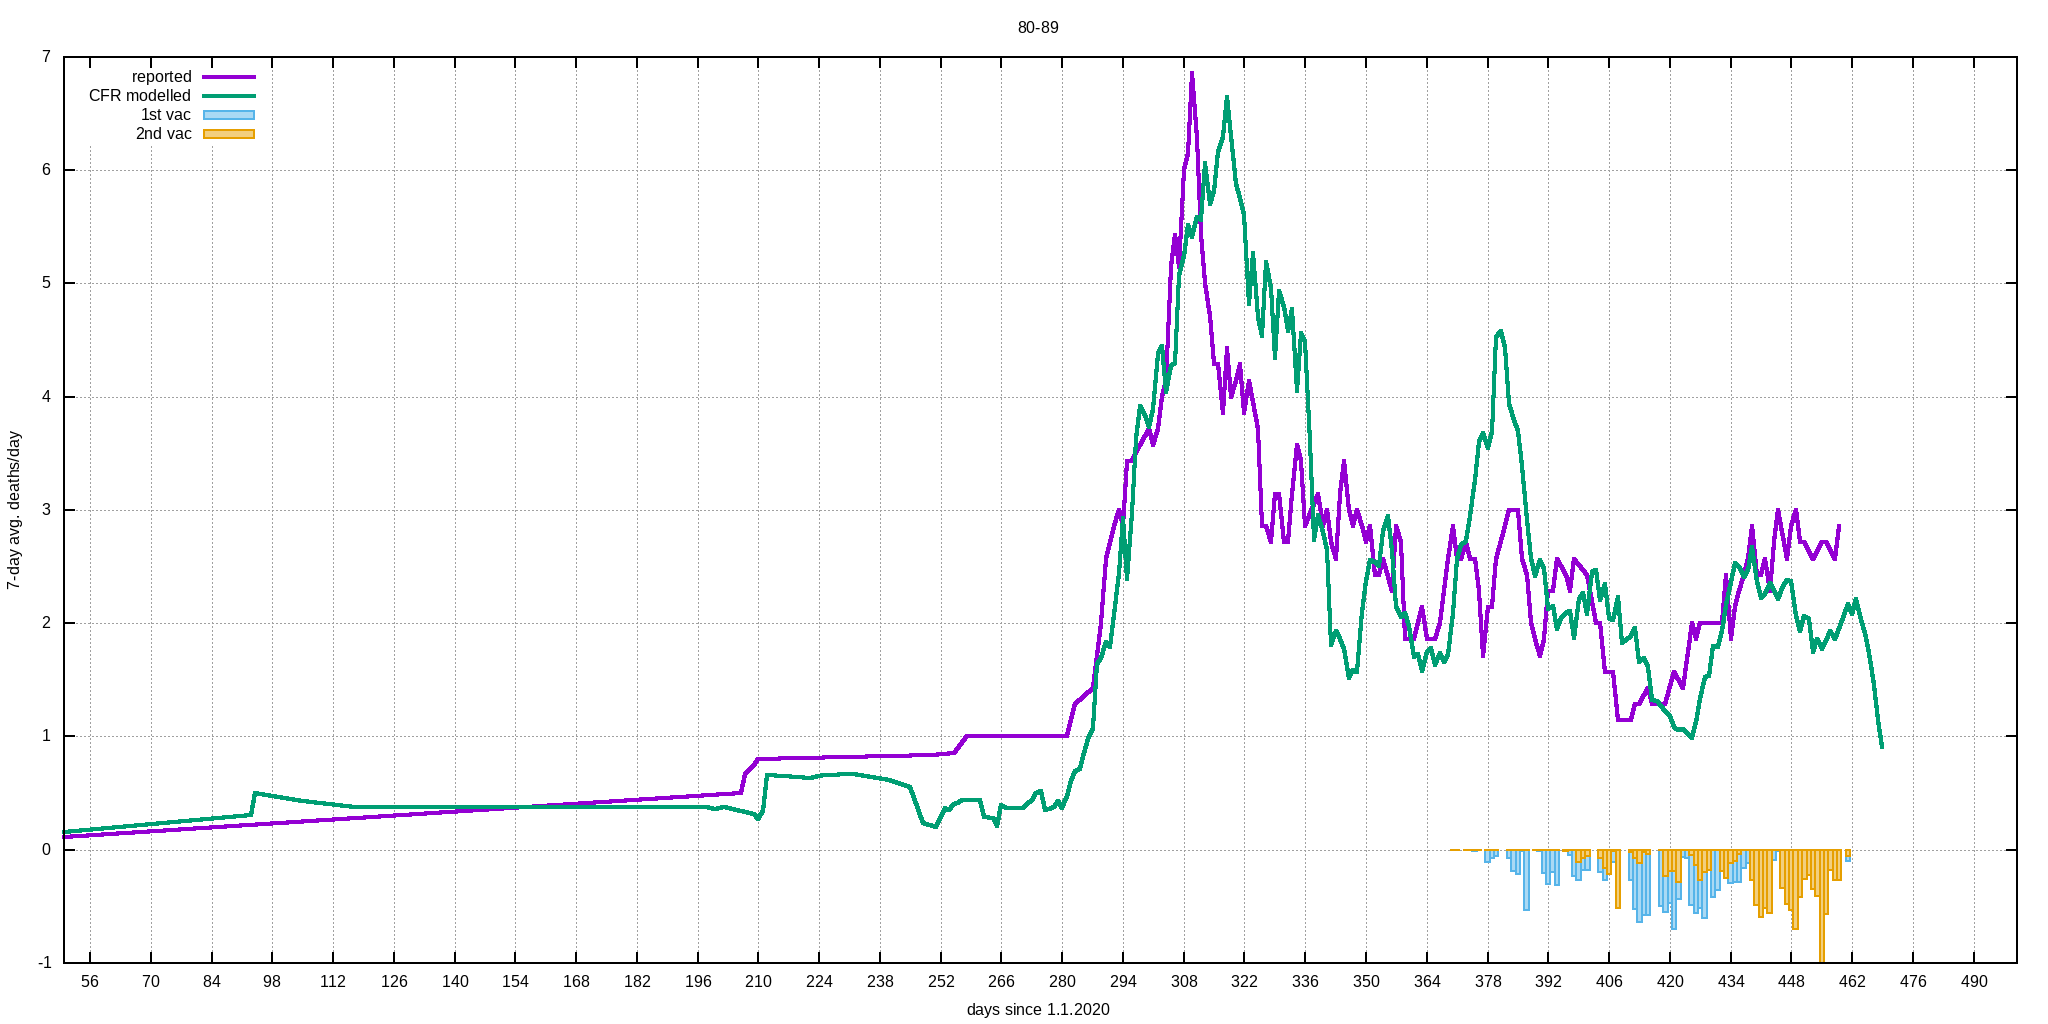 80-89
reported
CFR modelled
1st vac
2nd vac
7-day avg. deaths/day
7
6
5
4
3
2
1
0
-1
56 70 84 98 112 126 140 154 168 182 196 210 224 238 252 266 280 294 308 322 336 350 364 378 392 406 420 434 448 462 476 490
days since 1.1.2020